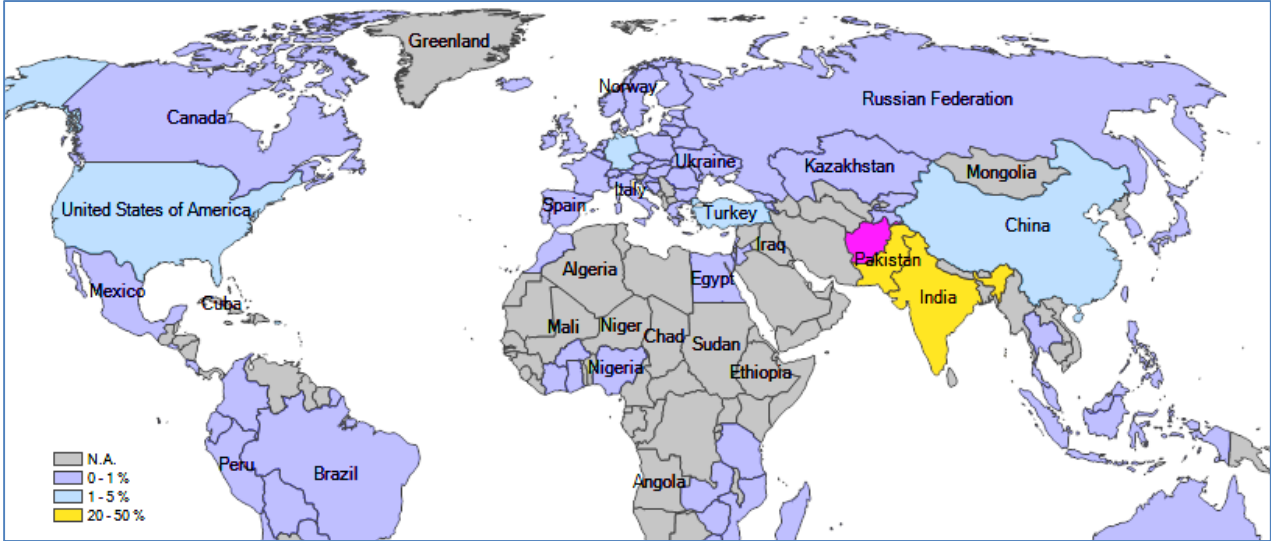 Greenland
Norway
Russian Federation
Canada
Ukraine
Kazakhstan
Mongolia
Italy
Spain
United States of America
Turkey
China
Iraq
Pakistan
Algeria
Egypt
Mexico
Cuba
India
Mali
Niger
Chad
Sudan
Nigeria
Ethiopia
Peru
Brazil
Angola
N.A.
0 - 1 %
1 - 5 %
20 - 50 %